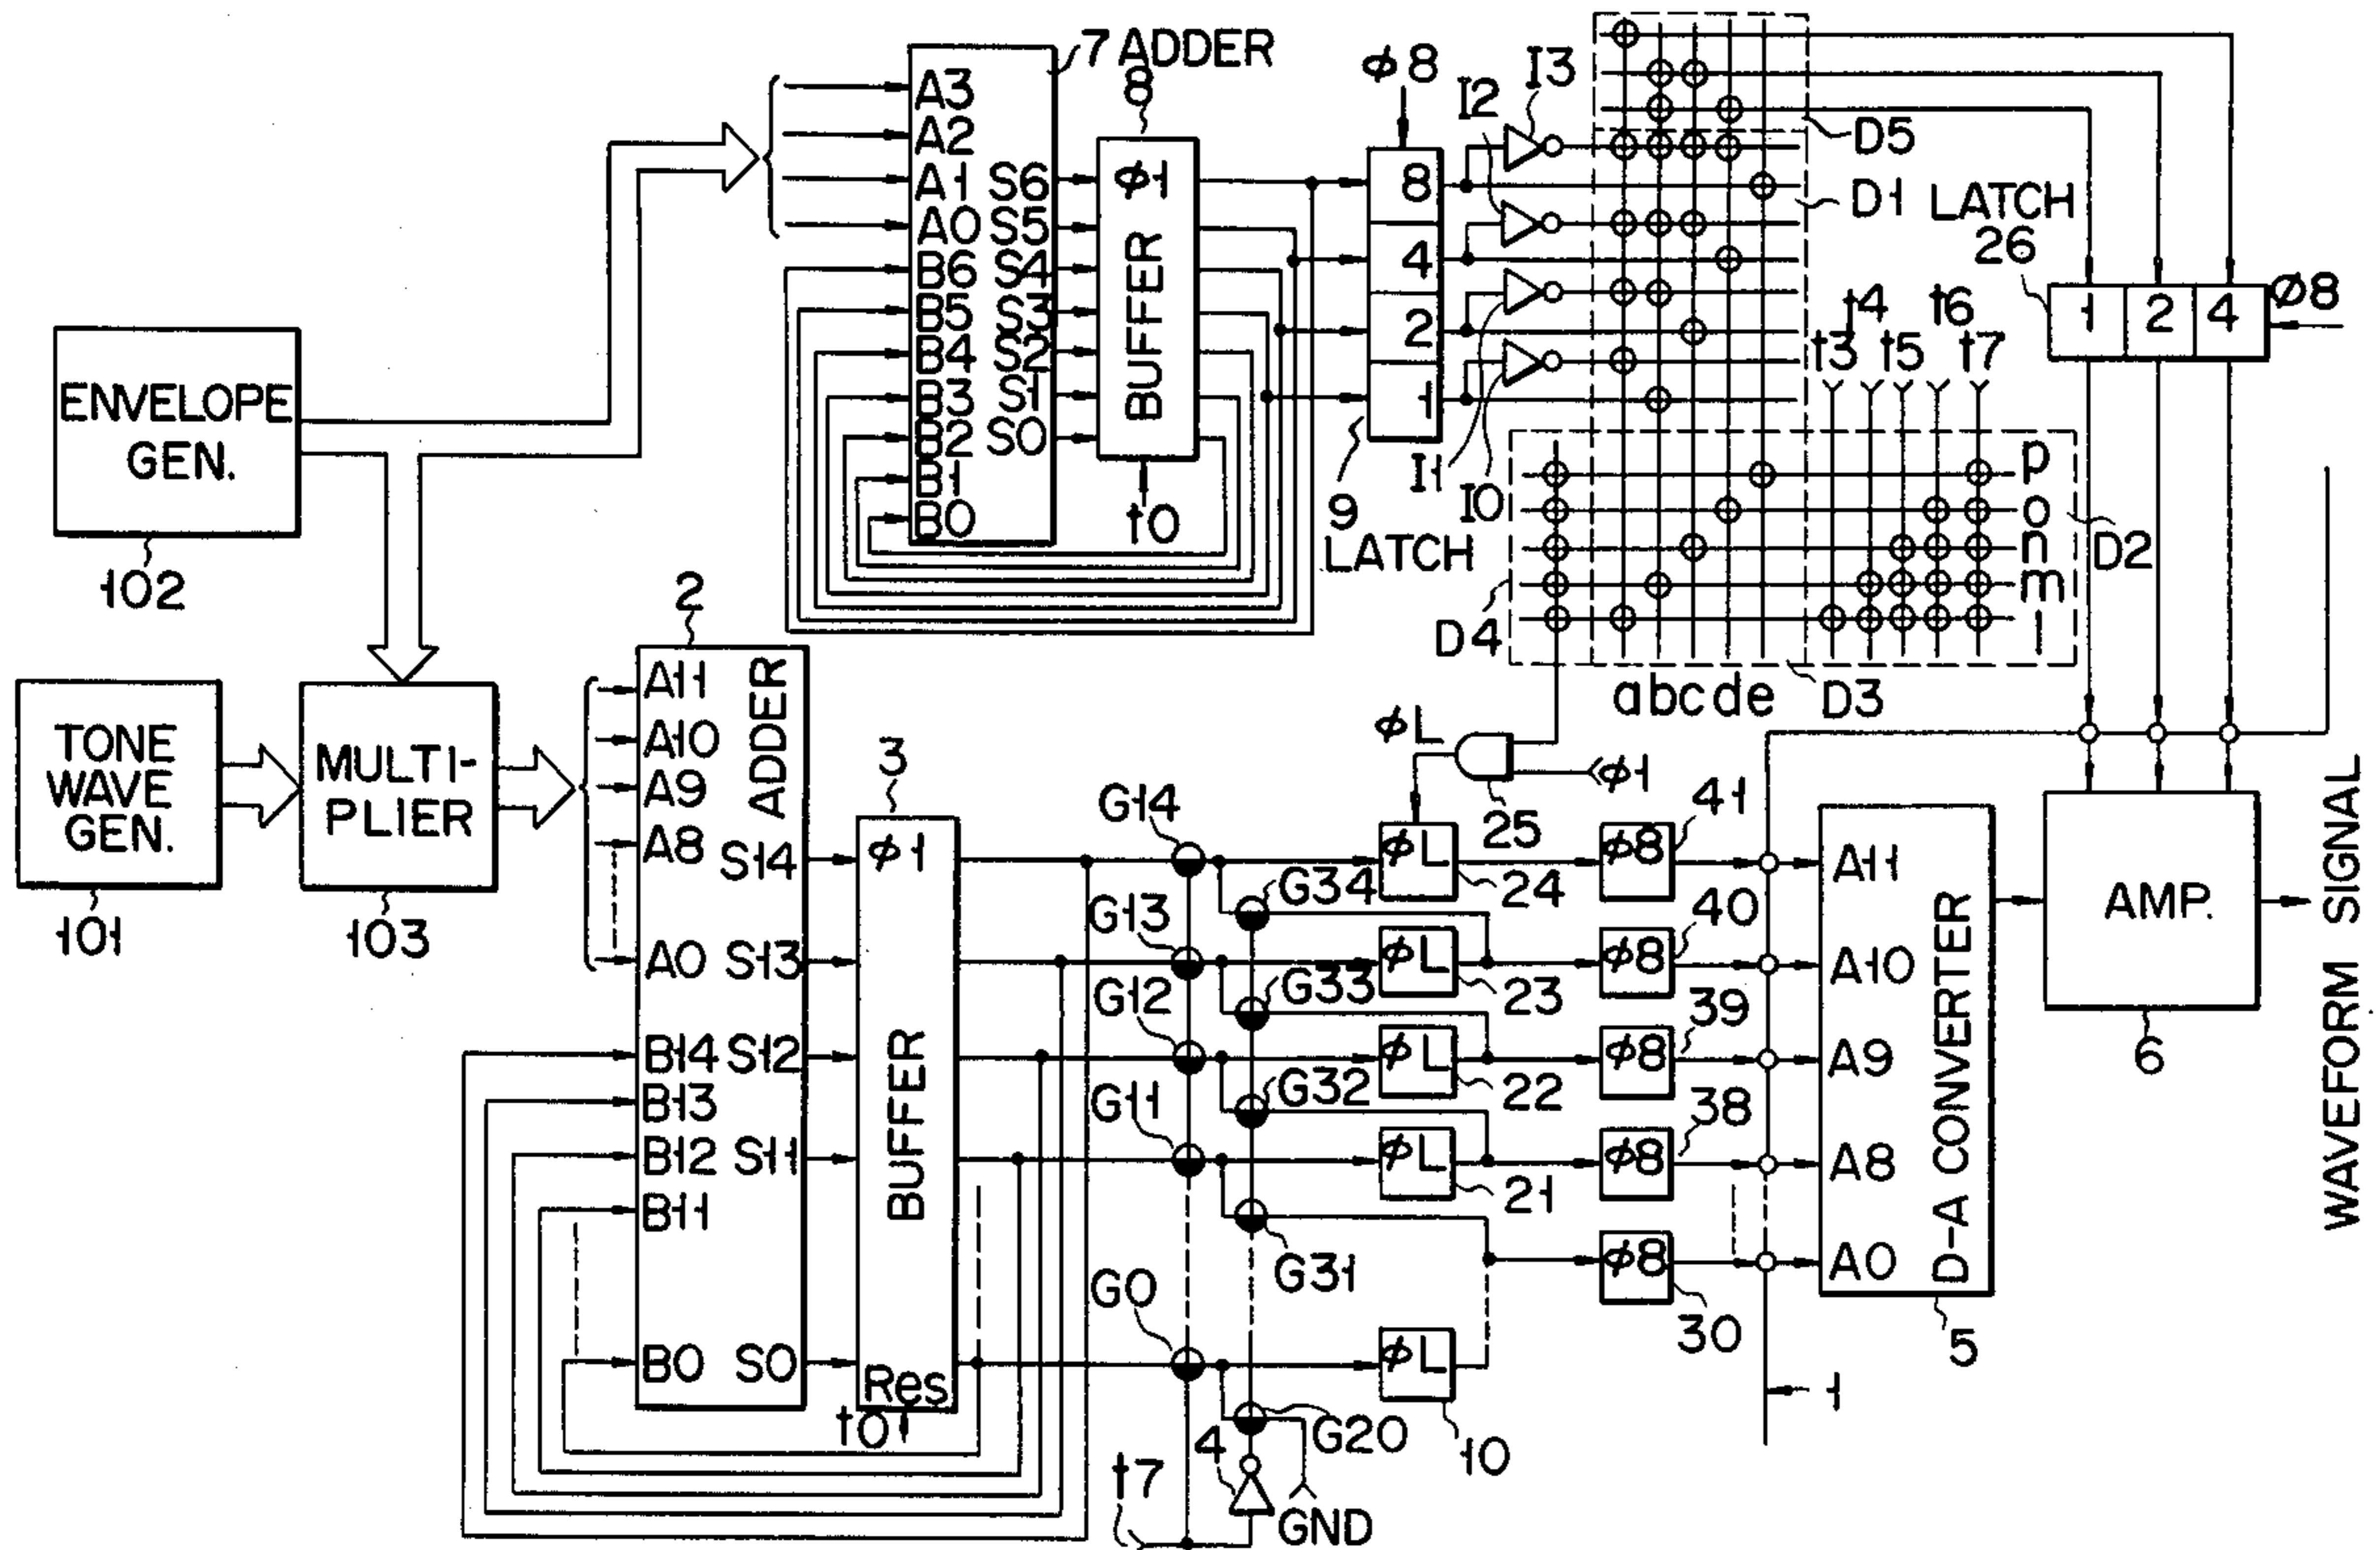 7 ADDER
A3
A2
A1
A0
B6
B5
B4
B3
B2
B1
B0
S6
S5
S4
S3
S2
S1
S0
8
ϕ1
BUFFER
t0
ϕ8
8
4
2
1
9
LATCH
I3
I2
I1
I0
D5
D1
LATCH
26
1 2 4
ϕ8
t3 t4 t5 t6 t7
p
o
n
m
l
D2
D4
a b c d e
D3
ENVELOPE
GEN.
102
TONE
WAVE
GEN.
101
MULTI-
PLIER
103
2
ADDER
A11
A10
A9
A8
A0
B14
B13
B12
B11
B0
S14
S13
S12
S11
S0
3
ϕ1
BUFFER
Res
t0
G14
G13
G12
G11
G0
G34
G33
G32
G31
G20
4
t7
GND
ϕL
ϕ1
25
ϕL
24
ϕL
23
ϕL
22
ϕL
21
ϕL
10
ϕ8
41
ϕ8
40
ϕ8
39
ϕ8
38
ϕ8
30
A11
A10
A9
A8
A0
D-A CONVERTER
5
1
AMP.
6
WAVEFORM SIGNAL